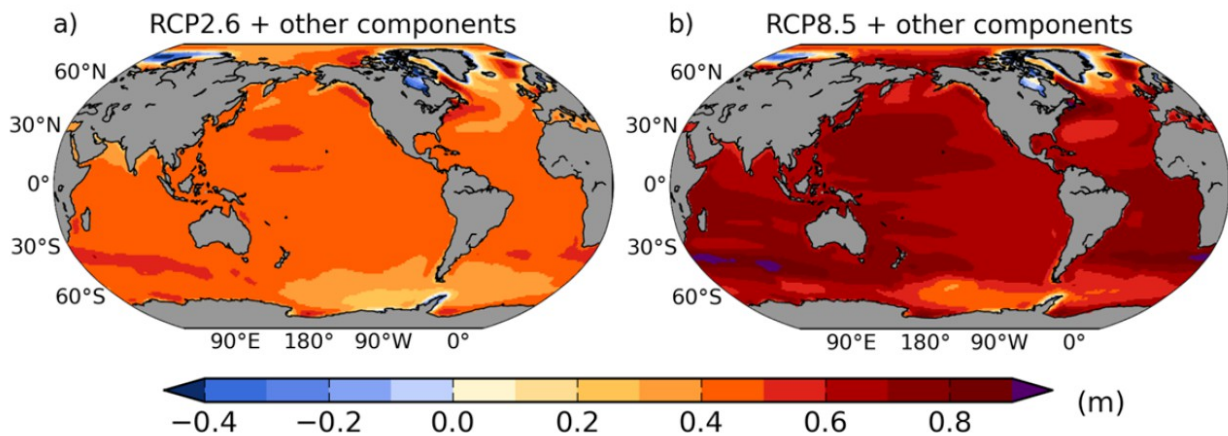 a) RCP2.6 + other components
b) RCP8.5 + other components
60°N
30°N
0°
30°S
60°S
90°E 180° 90°W 0°
60°N
30°N
0°
30°S
60°S
90°E 180° 90°W 0°
−0.4 −0.2 0.0 0.2 0.4 0.6 0.8 (m)